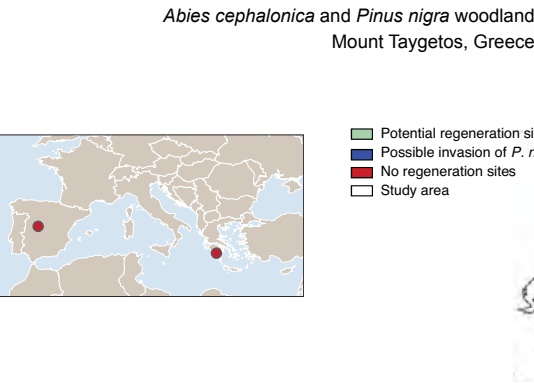 Abies cephalonica and Pinus nigra woodland
Mount Taygetos, Greece
Potential regeneration
Possible invasion of P.
No regeneration sites
Study area